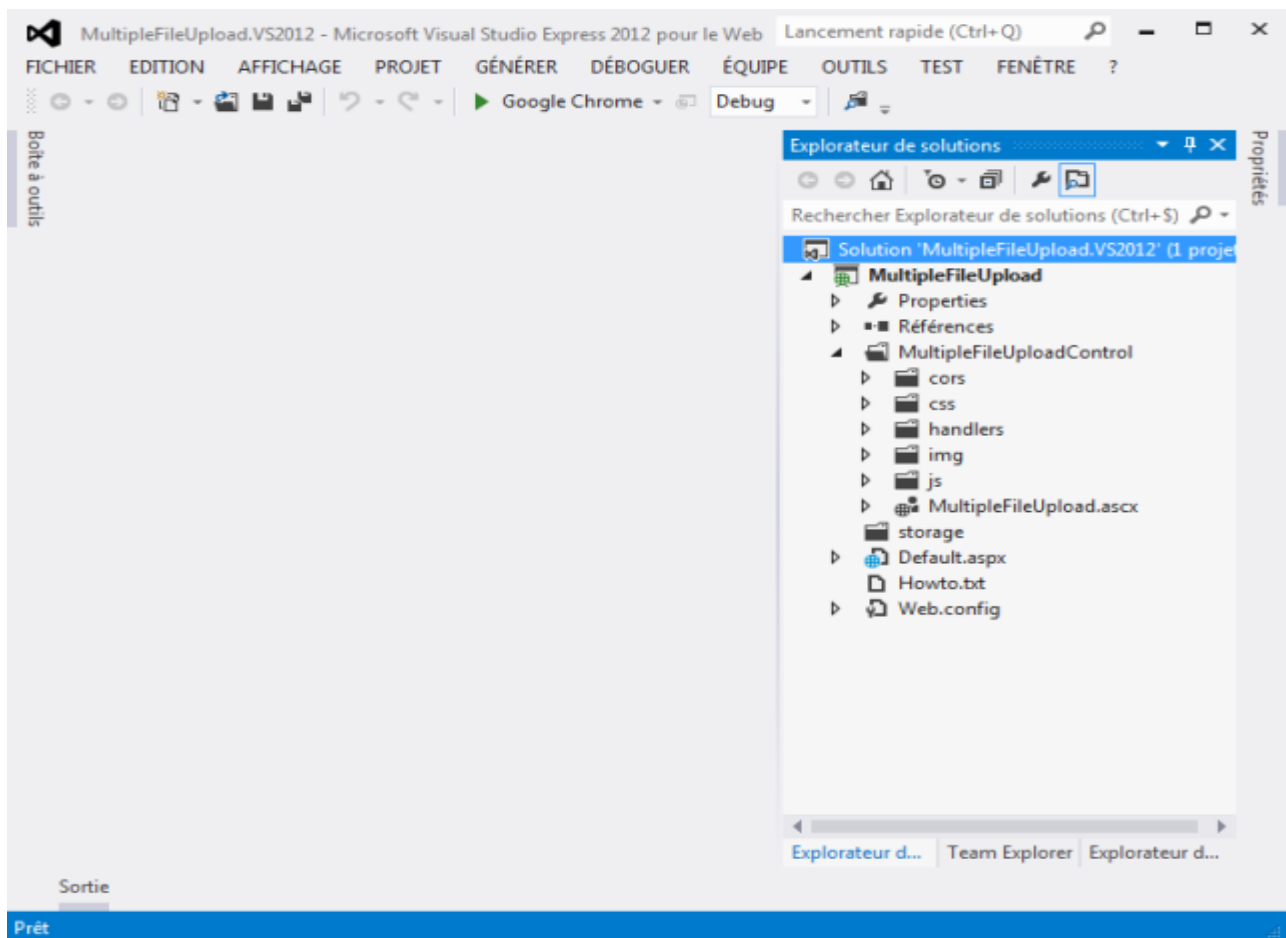 MultipleFileUpload.VS2012 - Microsoft Visual Studio Express 2012 pour le Web Lancement rapide (Ctrl+Q)
FICHIER EDITION AFFICHAGE PROJET GÉNÉRER DÉBOGUER ÉQUIPE OUTILS TEST FENÊTRE ?
Google Chrome Debug
Boîte à outils
Explorateur de solutions
Propriétés
Rechercher Explorateur de solutions (Ctrl+$)
Solution 'MultipleFileUpload.VS2012' (1 projet
MultipleFileUpload
Properties
Références
MultipleFileUploadControl
cors
css
handlers
img
js
MultipleFileUpload.ascx
storage
Default.aspx
Howto.txt
Web.config
Explorateur d... Team Explorer Explorateur d...
Sortie
Prêt